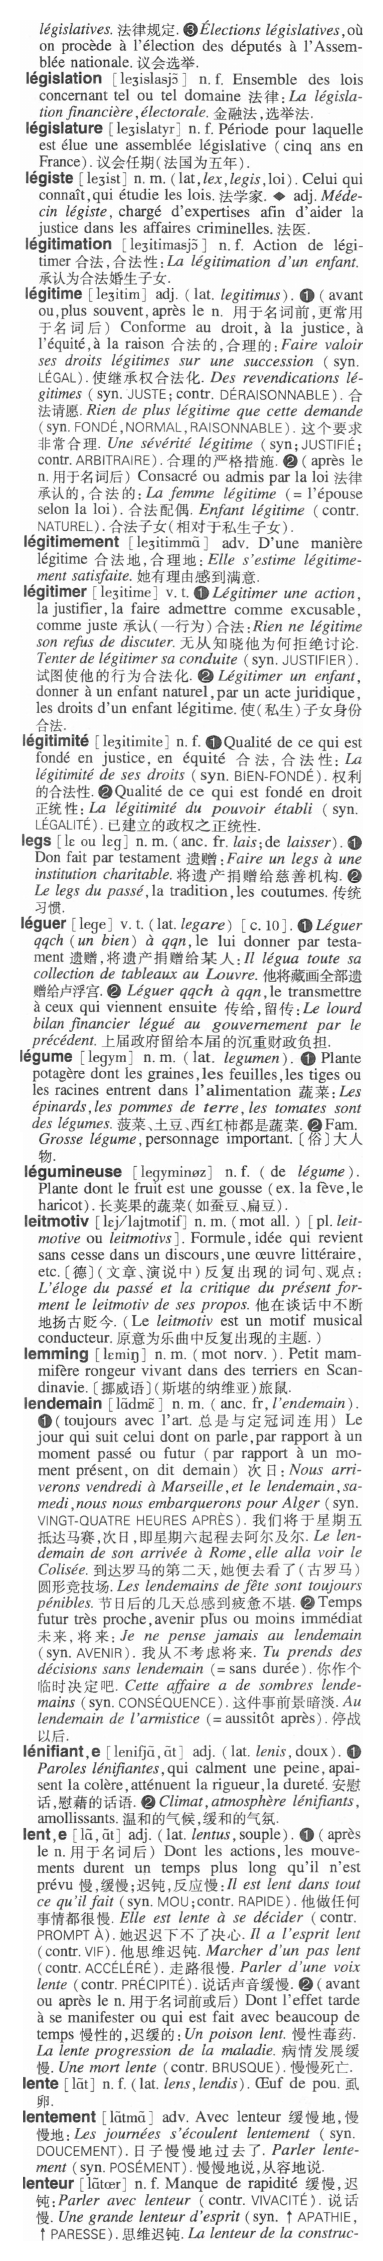 législatives. 法律规定. ❸ Élections législatives, où
on procède à l'élection des députés à l'Assem-
blée nationale. 议会选举.
législation [leʒislasjɔ̃] n. f. Ensemble des lois
concernant tel ou tel domaine 法律: La législa-
tion financière, électorale. 金融法, 选举法.
législature [leʒislatyr] n. f. Période pour laquelle
est élue une assemblée législative (cinq ans en
France). 议会任期(法国为五年).
légiste [leʒist] n. m. (lat, lex, legis, loi). Celui qui
connaît, qui étudie les lois. 法学家. ◆ adj. Méde-
cin légiste, chargé d'expertises afin d'aider la
justice dans les affaires criminelles. 法医.
légitimation [leʒitimasjɔ̃] n. f. Action de légi-
timer 合法, 合法性: La légitimation d'un enfant.
承认为合法婚生子女.
légitime [leʒitim] adj. (lat. legitimus). ❶ (avant
ou, plus souvent, après le n. 用于名词前, 更常用
于名词后) Conforme au droit, à la justice, à
l'équité, à la raison 合法的, 合理的: Faire valoir
ses droits légitimes sur une succession (syn.
LÉGAL). 使继承权合法化. Des revendications lé-
gitimes (syn. JUSTE; contr. DÉRAISONNABLE). 合
法请愿. Rien de plus légitime que cette demande
(syn. FONDÉ, NORMAL, RAISONNABLE). 这个要求
非常合理. Une sévérité légitime (syn; JUSTIFIÉ;
contr. ARBITRAIRE). 合理的严格措施. ❷ (après le
n. 用于名词后) Consacré ou admis par la loi 法律
承认的, 合法的: La femme légitime (= l'épouse
selon la loi). 合法配偶. Enfant légitime (contr.
NATUREL). 合法子女(相对于私生子女).
légitimement [leʒitimmɑ̃] adv. D'une manière
légitime 合法地, 合理地: Elle s'estime légitime-
ment satisfaite. 她有理由感到满意.
légitimer [leʒitime] v. t. ❶ Légitimer une action,
la justifier, la faire admettre comme excusable,
comme juste 承认(一行为)合法: Rien ne légitime
son refus de discuter. 无从知晓他为何拒绝讨论.
Tenter de légitimer sa conduite (syn. JUSTIFIER).
试图使他的行为合法化. ❷ Légitimer un enfant,
donner à un enfant naturel, par un acte juridique,
les droits d'un enfant légitime. 使(私生)子女身份
合法.
légitimité [leʒitimite] n. f. ❶ Qualité de ce qui est
fondé en justice, en équité 合法, 合法性: La
légitimité de ses droits (syn. BIEN-FONDÉ). 权利
的合法性. ❷ Qualité de ce qui est fondé en droit
正统性: La légitimité du pouvoir établi (syn.
LÉGALITÉ). 已建立的政权之正统性.
legs [lɛ ou lɛg] n. m. (anc. fr. lais; de laisser). ❶
Don fait par testament 遗赠: Faire un legs à une
institution charitable. 将遗产捐赠给慈善机构. ❷
Le legs du passé, la tradition, les coutumes. 传统
习惯.
léguer [lege] v. t. (lat. legare) [c. 10]. ❶ Léguer
qqch (un bien) à qqn, le lui donner par testa-
ment 遗赠, 将遗产捐赠给某人: Il légua toute sa
collection de tableaux au Louvre. 他将藏画全部遗
赠给卢浮宫. ❷ Léguer qqch à qqn, le transmettre
à ceux qui viennent ensuite 传给, 留传: Le lourd
bilan financier légué au gouvernement par le
précédent. 上届政府留给本届的沉重财政负担.
légume [legym] n. m. (lat. legumen). ❶ Plante
potagère dont les graines, les feuilles, les tiges ou
les racines entrent dans l'alimentation 蔬菜: Les
épinards, les pommes de terre, les tomates sont
des légumes. 菠菜、土豆、西红柿都是蔬菜. ❷ Fam.
Grosse légume, personnage important. 〔俗〕大人
物.
légumineuse [legyminøz] n. f. (de légume).
Plante dont le fruit est une gousse (ex. la fève, le
haricot). 长荚果的蔬菜(如蚕豆、扁豆).
leitmotiv [lɛj/lajtmotif] n. m. (mot all.) [pl. leit-
motive ou leitmotivs]. Formule, idée qui revient
sans cesse dans un discours, une œuvre littéraire,
etc. 〔德〕(文章、演说中)反复出现的词句、观点:
L'éloge du passé et la critique du présent for-
ment le leitmotiv de ses propos. 他在谈话中不断
地扬古贬今. (Le leitmotiv est un motif musical
conducteur. 原意为乐曲中反复出现的主题.)
lemming [lɛmiŋ] n. m. (mot norv.). Petit mam-
mifère rongeur vivant dans des terriers en Scan-
dinavie. 〔挪威语〕(斯堪的纳维亚)旅鼠.
lendemain [lɑ̃dmɛ̃] n. m. (anc. fr, l'endemain).
❶ (toujours avec l'art. 总是与定冠词连用) Le
jour qui suit celui dont on parle, par rapport à un
moment passé ou futur (par rapport à un mo-
ment présent, on dit demain) 次日: Nous arri-
verons vendredi à Marseille, et le lendemain, sa-
medi, nous nous embarquerons pour Alger (syn.
VINGT-QUATRE HEURES APRÈS). 我们将于星期五
抵达马赛, 次日, 即星期六起程去阿尔及尔. Le len-
demain de son arrivée à Rome, elle alla voir le
Colisée. 到达罗马的第二天, 她便去看了(古罗马)
圆形竞技场. Les lendemains de fête sont toujours
pénibles. 节日后的几天总感到疲惫不堪. ❷ Temps
futur très proche, avenir plus ou moins immédiat
未来, 将来: Je ne pense jamais au lendemain
(syn. AVENIR). 我从不考虑将来. Tu prends des
décisions sans lendemain (= sans durée). 你作个
临时决定吧. Cette affaire a de sombres lende-
mains (syn. CONSÉQUENCE). 这件事前景暗淡. Au
lendemain de l'armistice (= aussitôt après). 停战
以后.
lénifiant, e [lenifjɑ̃, ɑ̃t] adj. (lat. lenis, doux). ❶
Paroles lénifiantes, qui calment une peine, apai-
sent la colère, atténuent la rigueur, la dureté. 安慰
话, 慰藉的话语. ❷ Climat, atmosphère lénifiants,
amollissants. 温和的气候, 缓和的气氛.
lent, e [lɑ̃, ɑ̃t] adj. (lat. lentus, souple). ❶ (après
le n. 用于名词后) Dont les actions, les mouve-
ments durent un temps plus long qu'il n'est
prévu 慢, 缓慢; 迟钝, 反应慢: Il est lent dans tout
ce qu'il fait (syn. MOU; contr. RAPIDE). 他做任何
事情都很慢. Elle est lente à se décider (contr.
PROMPT À). 她迟迟下不了决心. Il a l'esprit lent
(contr. VIF). 他思维迟钝. Marcher d'un pas lent
(contr. ACCÉLÉRÉ). 走路很慢. Parler d'une voix
lente (contr. PRÉCIPITÉ). 说话声音缓慢. ❷ (avant
ou après le n. 用于名词前或后) Dont l'effet tarde
à se manifester ou qui est fait avec beaucoup de
temps 慢性的, 迟缓的: Un poison lent. 慢性毒药.
La lente progression de la maladie. 病情发展缓
慢. Une mort lente (contr. BRUSQUE). 慢慢死亡.
lente [lɑ̃t] n. f. (lat. lens, lendis). Œuf de pou. 虱
卵.
lentement [lɑ̃tmɑ̃] adv. Avec lenteur 缓慢地, 慢
慢地: Les journées s'écoulent lentement (syn.
DOUCEMENT). 日子慢慢地过去了. Parler lente-
ment (syn. POSÉMENT). 慢慢地说, 从容地说.
lenteur [lɑ̃tœr] n. f. Manque de rapidité 缓慢, 迟
钝: Parler avec lenteur (contr. VIVACITÉ). 说话
慢. Une grande lenteur d'esprit (syn. ↑ APATHIE,
↑ PARESSE). 思维迟钝. La lenteur de la construc-